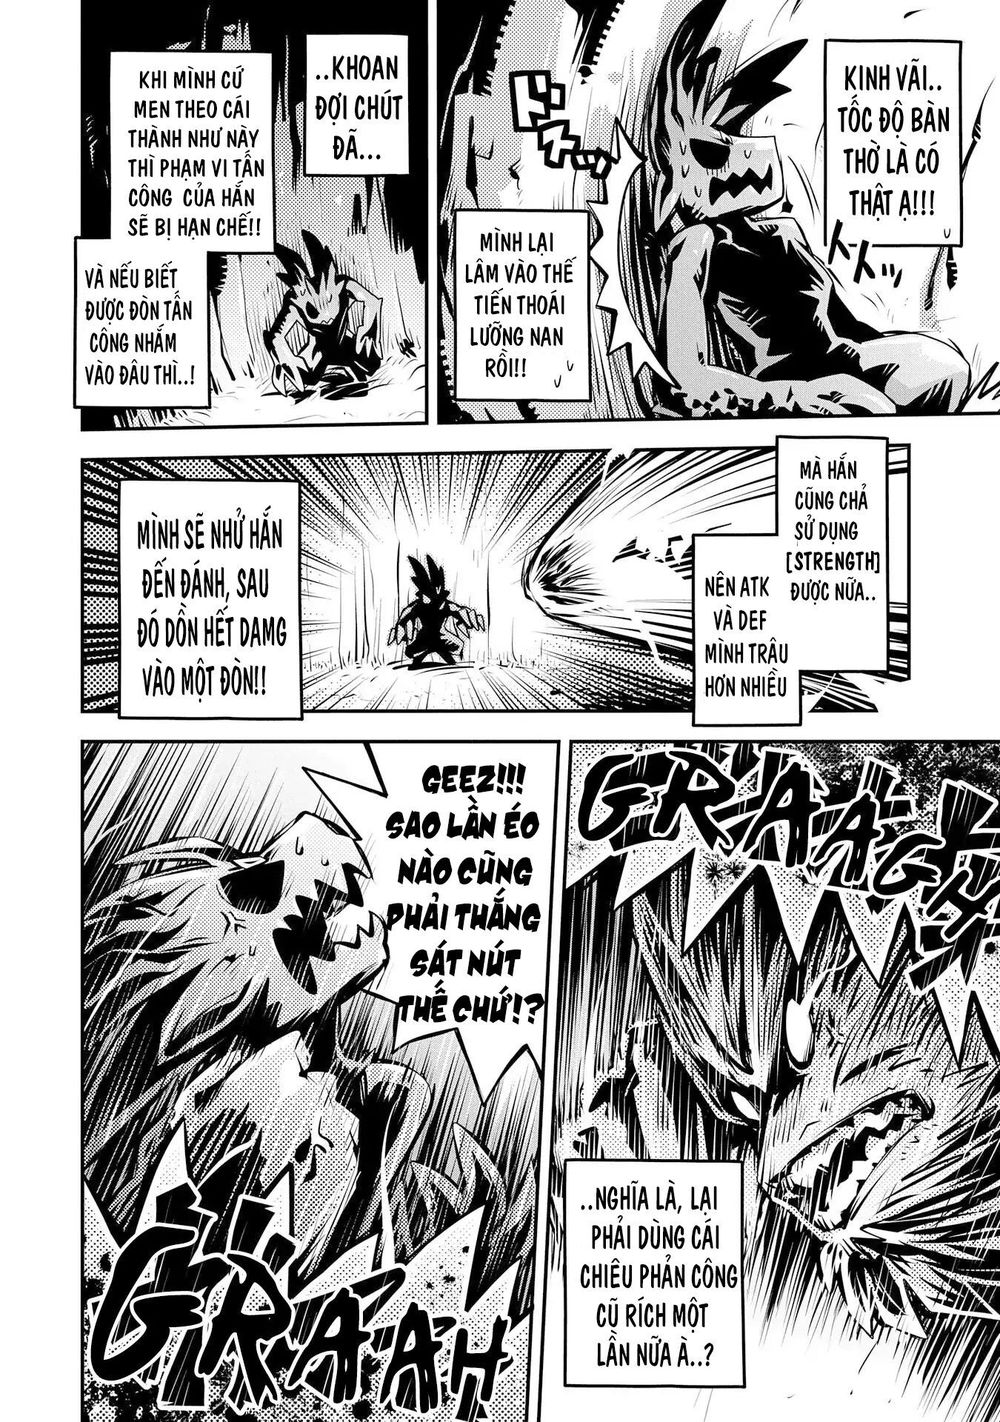 KINH VÃI..
TỐC ĐỘ BÀN
THỜ LÀ CÓ
THẬT Ạ!!!
ドドドッ
MÌNH LẠI
LÂM VÀO THẾ
TIẾN THOÁI
LƯỠNG NAN
RỒI!!
..KHOAN
ĐỢI CHÚT
ĐÃ...
KHI MÌNH CỨ
MEN THEO CÁI
THÀNH NHƯ NÀY
THÌ PHẠM VI TẤN
CÔNG CỦA HẮN
SẼ BỊ HẠN CHẾ!!
VÀ NẾU BIẾT
ĐƯỢC ĐÒN TẤN
CÔNG NHẮM
VÀO ĐÂU THÌ..!
MÀ HẮN
CŨNG CHẢ
SỬ DỤNG
[STRENGTH]
ĐƯỢC NỮA..
NÊN ATK
VÀ DEF
MÌNH TRÂU
HƠN NHIỀU
MÌNH SẼ NHỬ HẮN
ĐẾN ĐÁNH, SAU
ĐÓ DỒN HẾT DAMG
VÀO MỘT ĐÒN!!
GRAAGH
..NGHĨA LÀ, LẠI
PHẢI DÙNG CÁI
CHIÊU PHẢN CÔNG
CŨ RÍCH MỘT
LẦN NỮA À..?
GEEZ!!!
SAO LẦN ÉO
NÀO CŨNG
PHẢI THẮNG
SÁT NÚT
THẾ CHỨ!?
GRAAH